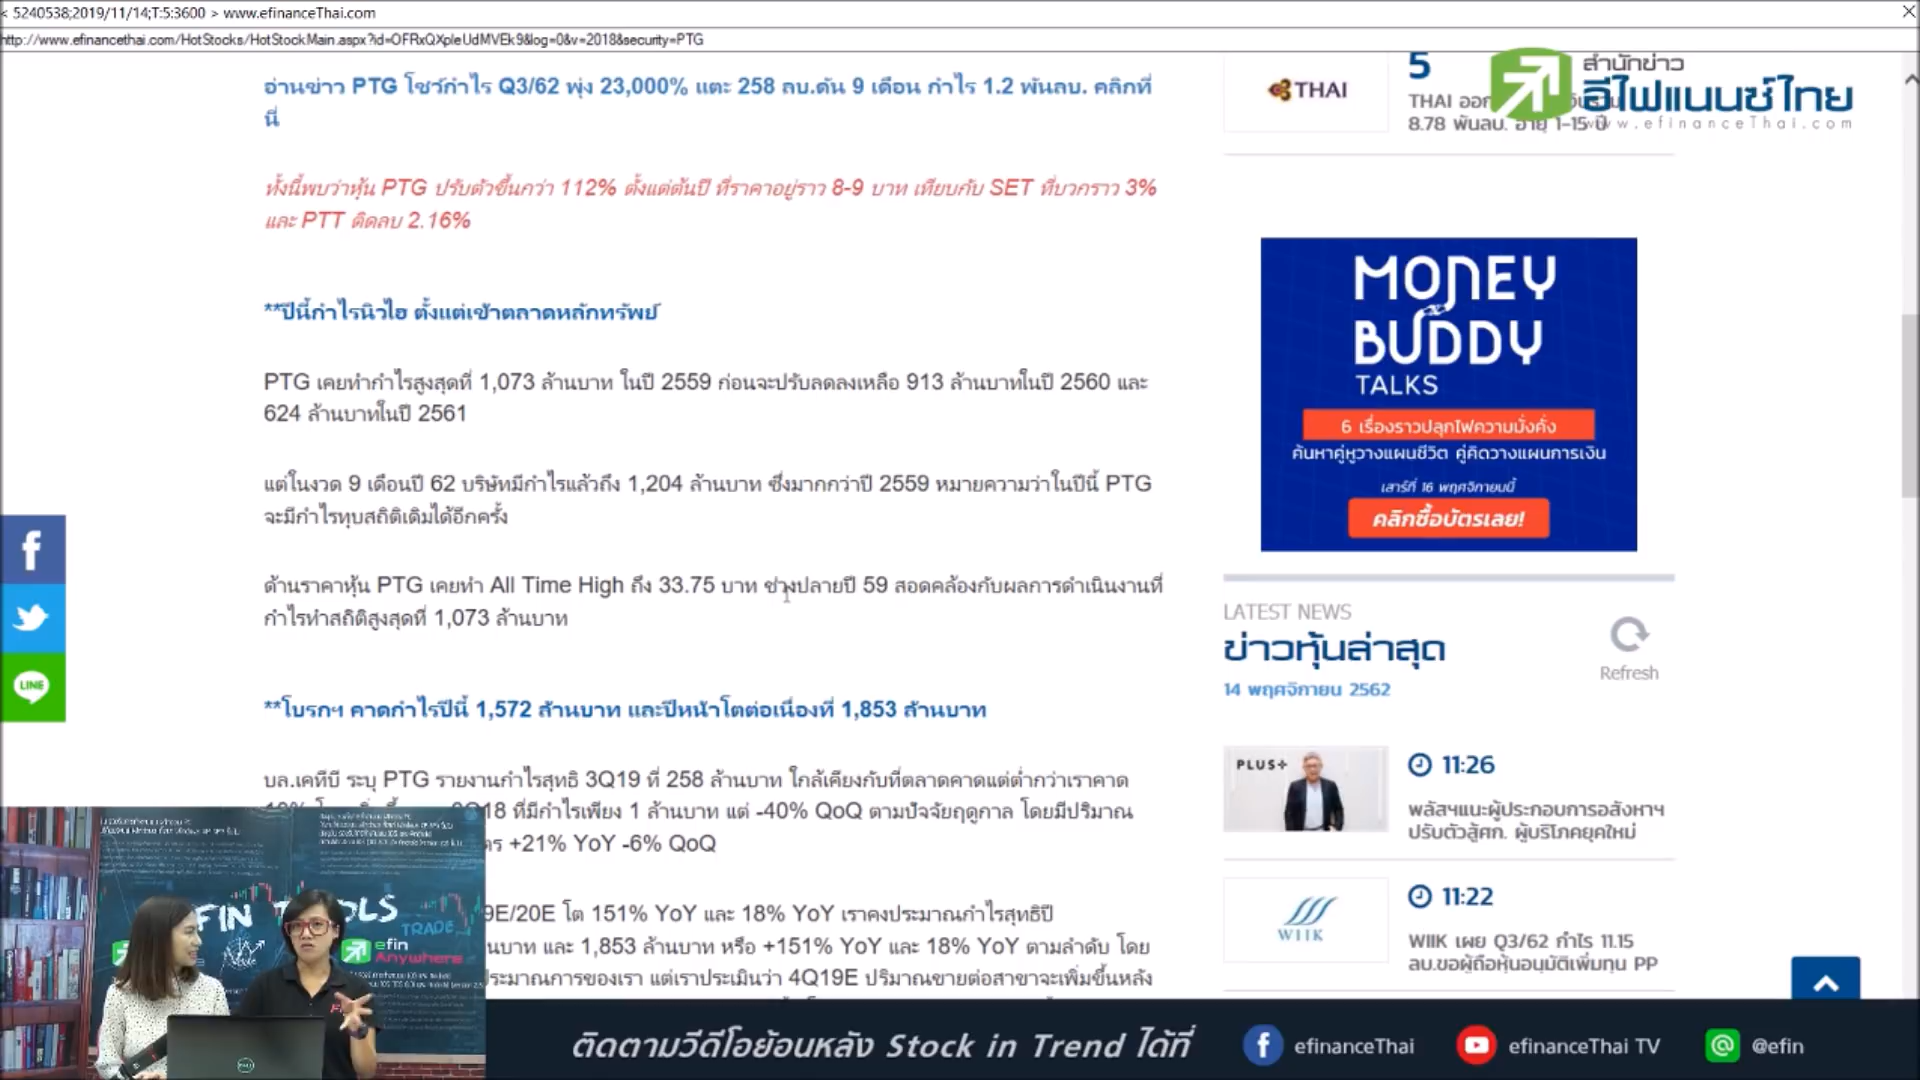 < 5240538;2019/11/14;T:5:3600 > www.efinanceThai.com
http://www.efinancethai.com/HotStocks/HotStockMain.aspx?id=OFRxQXpleUdMVEk9&log=0&v=2018&security=PTG
อ่านข่าว PTG โชว์กำไร Q3/62 พุ่ง 23,000% แตะ 258 ลบ.ดัน 9 เดือน กำไร 1.2 พันลบ. คลิกที่
นี่
ทั้งนี้พบว่าหุ้น PTG ปรับตัวขึ้นกว่า 112% ตั้งแต่ต้นปี ที่ราคาอยู่ราว 8-9 บาท เทียบกับ SET ที่บวกราว 3%
และ PTT ติดลบ 2.16%
**ปีนี้กำไรนิวไฮ ตั้งแต่เข้าตลาดหลักทรัพย์
PTG เคยทำกำไรสูงสุดที่ 1,073 ล้านบาท ในปี 2559 ก่อนจะปรับลดลงเหลือ 913 ล้านบาทในปี 2560 และ
624 ล้านบาทในปี 2561
แต่ในงวด 9 เดือนปี 62 บริษัทมีกำไรแล้วถึง 1,204 ล้านบาท ซึ่งมากกว่าปี 2559 หมายความว่าในปีนี้ PTG
จะมีกำไรทุบสถิติเดิมได้อีกครั้ง
ด้านราคาหุ้น PTG เคยทำ All Time High ถึง 33.75 บาท ช่วงปลายปี 59 สอดคล้องกับผลการดำเนินงานที่
กำไรทำสถิติสูงสุดที่ 1,073 ล้านบาท
**โบรกฯ คาดกำไรปีนี้ 1,572 ล้านบาท และปีหน้าโตต่อเนื่องที่ 1,853 ล้านบาท
บล.เคทีบี ระบุ PTG รายงานกำไรสุทธิ 3Q19 ที่ 258 ล้านบาท ใกล้เคียงกับที่ตลาดคาดแต่ต่ำกว่าเราคาด
ที่มีกำไรเพียง 1 ล้านบาท แต่ -40% QoQ ตามปัจจัยฤดูกาล โดยมีปริมาณ
+21% YoY -6% QoQ
9E/20E โต 151% YoY และ 18% YoY เราคงประมาณกำไรสุทธิปี
และ 1,853 ล้านบาท หรือ +151% YoY และ 18% YoY ตามลำดับ โดย
ประมาณการของเรา แต่เราประเมินว่า 4Q19E ปริมาณขายต่อสาขาจะเพิ่มขึ้นหลัง
THAI
5
THAI ออก
8.78 พันลบ. อายุ 1-15 ปี
สำนักข่าว
อีไฟแนนซ์ไทย
www.efinanceThai.com
MONEY
BUDDY
TALKS
6 เรื่องราวปลุกไฟความมั่งคั่ง
ค้นหาคู่หูวางแผนชีวิต คู่คิดวางแผนการเงิน
เสาร์ที่ 16 พฤศจิกายนนี้
คลิกซื้อบัตรเลย!
LATEST NEWS
ข่าวหุ้นล่าสุด
14 พฤศจิกายน 2562
Refresh
PLUS+
11:26
พลัสฯแนะผู้ประกอบการอสังหาฯ
ปรับตัวสู้ศก. ผู้บริโภคยุคใหม่
WIIK
11:22
WIIK เผย Q3/62 กำไร 11.15
ลบ.ขอผู้ถือหุ้นอนุมัติเพิ่มทุน PP
LINE
TRADE
efin
Anywhere
DELL
ติดตามวีดีโอย้อนหลัง Stock in Trend ได้ที่
efinanceThai
efinanceThai TV
@efin